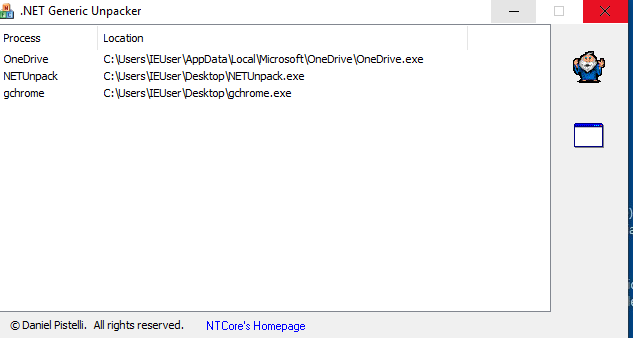 .NET Generic Unpacker
Process Location
OneDrive C:\Users\IEUser\AppData\Local\Microsoft\OneDrive\OneDrive.exe
NETUnpack C:\Users\IEUser\Desktop\NETUnpack.exe
gchrome C:\Users\IEUser\Desktop\gchrome.exe
© Daniel Pistelli. All rights reserved. NTCore's Homepage